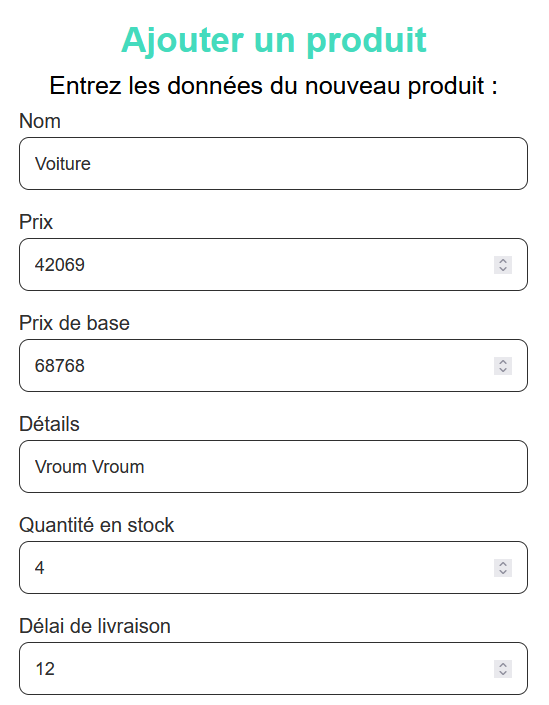 Ajouter un produit
Entrez les données du nouveau produit :
Nom
Voiture
Prix
42069
Prix de base
68768
Détails
Vroum Vroum
Quantité en stock
4
Délai de livraison
12